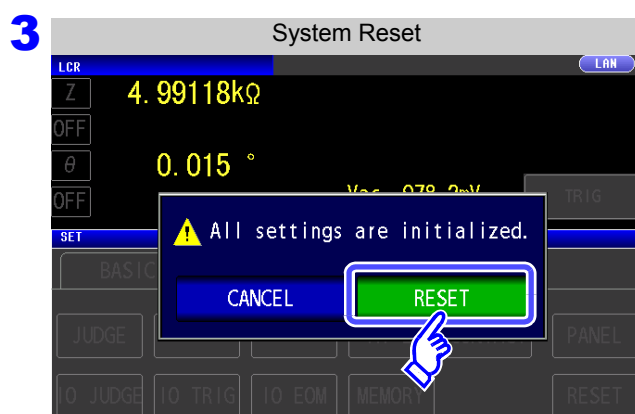 3
System Reset
LCR LAN
Z 4.99118kΩ
OFF
θ 0.015 °
OFF TRIG
SET
⚠ All settings are initialized.
BASIC
CANCEL RESET
JUDGE PANEL
IO JUDGE IO TRIG IO EOM MEMORY RESET